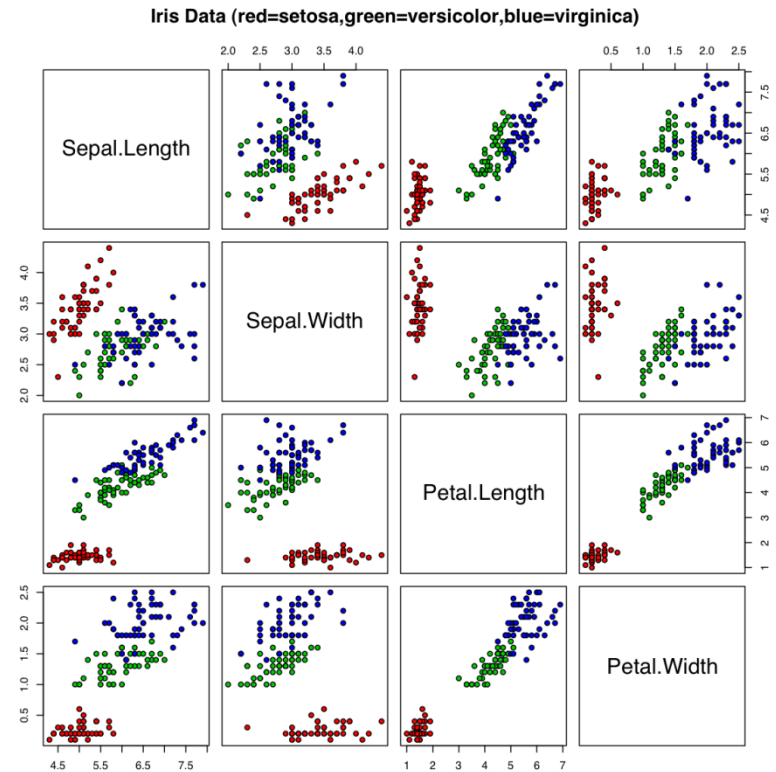 Iris Data (red=setosa,green=versicolor,blue=virginica)
2.0 3.0 4.0 0.5 1.0 1.5 2.0 2.5
Sepal.Length
4.5 5.5 6.5 7.5
Sepal.Width
2.0 2.5 3.0 3.5 4.0
Petal.Length
1 2 3 4 5 6 7
Petal.Width
0.5 1.0 1.5 2.0 2.5
4.5 5.5 6.5 7.5 1 2 3 4 5 6 7